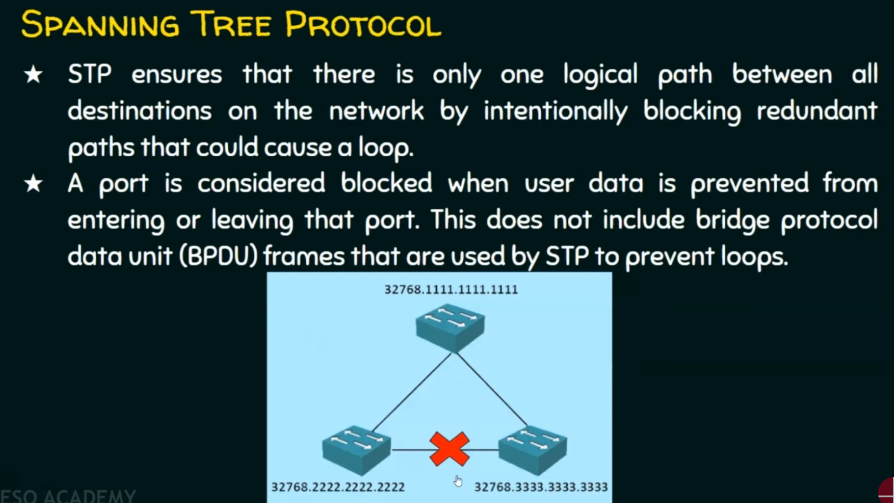 SPANNING TREE PROTOCOL
★ STP ensures that there is only one logical path between all
destinations on the network by intentionally blocking redundant
paths that could cause a loop.
★ A port is considered blocked when user data is prevented from
entering or leaving that port. This does not include bridge protocol
data unit (BPDU) frames that are used by STP to prevent loops.
32768.1111.1111.1111
32768.2222.2222.2222
32768.3333.3333.3333
ESO ACADEMY